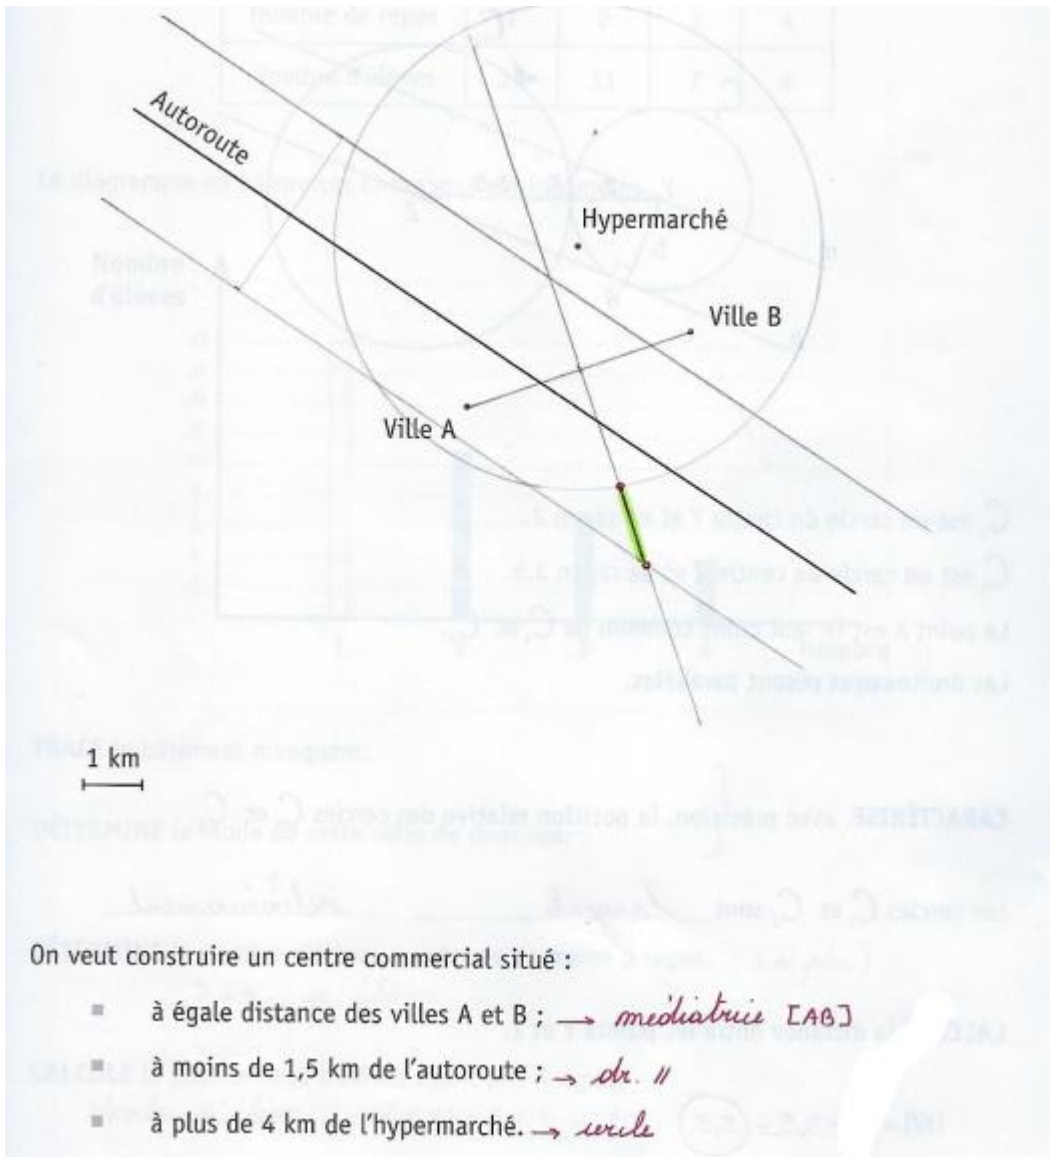 Autoroute
Hypermarché
Ville B
Ville A
1 km
On veut construire un centre commercial situé :
▪ à égale distance des villes A et B ; → médiatrice [AB]
▪ à moins de 1,5 km de l'autoroute ; → dr. //
▪ à plus de 4 km de l'hypermarché. → cercle